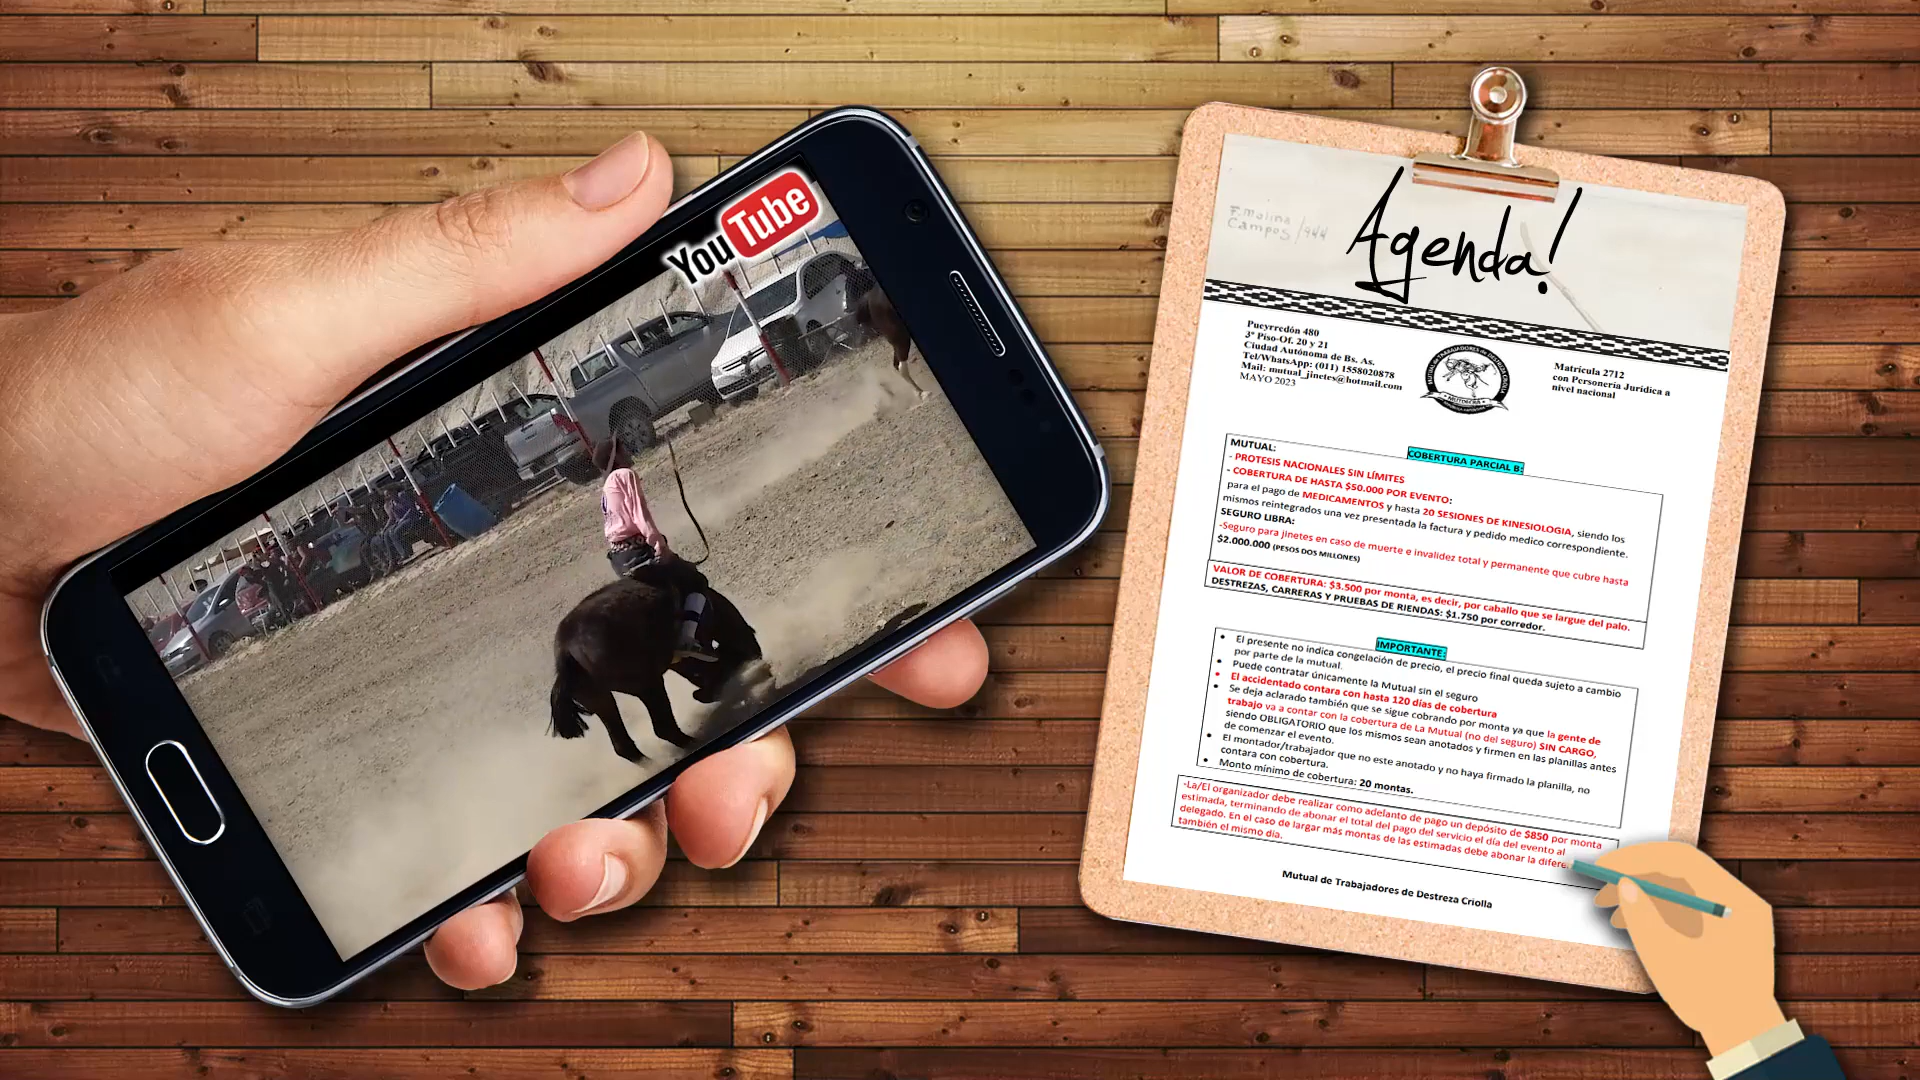 YouTube
Agenda!
F. molina
Campos /944
Pueyrredón 480
3º Piso-Of. 20 y 21
Ciudad Autónoma de Bs. As.
Tel/WhatsApp: (011) 1558020878
Mail: mutual_jinetes@hotmail.com
MAYO 2023
MUTUAL DE TRABAJADORES DE DESTREZA CRIOLLA
Matrícula 2712
con Personería Jurídica a
nivel nacional
COBERTURA PARCIAL B:
MUTUAL:
- PROTESIS NACIONALES SIN LÍMITES
- COBERTURA DE HASTA $50.000 POR EVENTO:
para el pago de MEDICAMENTOS y hasta 20 SESIONES DE KINESIOLOGIA, siendo los
mismos reintegrados una vez presentada la factura y pedido medico correspondiente.
SEGURO LIBRA:
-Seguro para jinetes en caso de muerte e invalidez total y permanente que cubre hasta
$2.000.000 (PESOS DOS MILLONES)
VALOR DE COBERTURA: $3.500 por monta, es decir, por caballo que se largue del palo.
DESTREZAS, CARRERAS Y PRUEBAS DE RIENDAS: $1.750 por corredor.
IMPORTANTE:
• El presente no indica congelación de precio, el precio final queda sujeto a cambio
por parte de la mutual.
• Puede contratar únicamente la Mutual sin el seguro
• El accidentado contara con hasta 120 días de cobertura
• Se deja aclarado también que se sigue cobrando por monta ya que la gente de
trabajo va a contar con la cobertura de La Mutual (no del seguro) SIN CARGO,
siendo OBLIGATORIO que los mismos sean anotados y firmen en las planillas antes
de comenzar el evento.
• El montador/trabajador que no este anotado y no haya firmado la planilla, no
contara con cobertura.
• Monto mínimo de cobertura: 20 montas.
-La/El organizador debe realizar como adelanto de pago un depósito de $850 por monta
estimada, terminando de abonar el total del pago del servicio el día del evento al
delegado. En el caso de largar más montas de las estimadas debe abonar la difere
también el mismo día.
Mutual de Trabajadores de Destreza Criolla